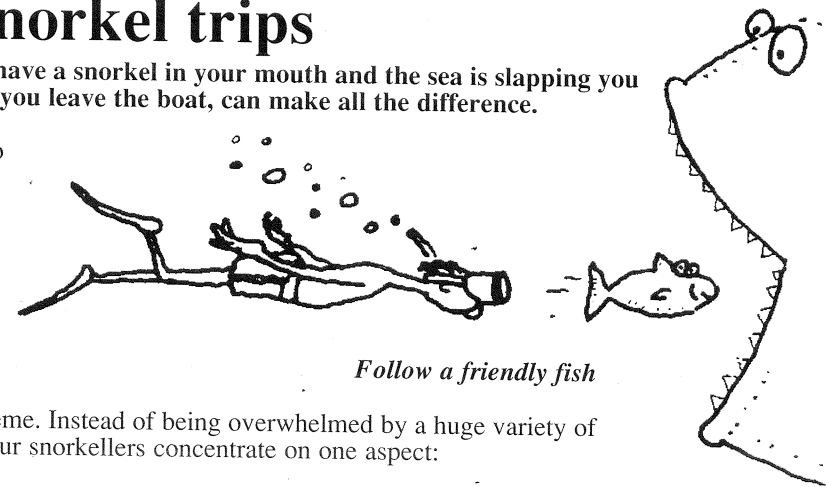 norkel trips
have a snorkel in your mouth and the sea is slapping you
you leave the boat, can make all the difference.
Follow a friendly fish
eme. Instead of being overwhelmed by a huge variety of
ur snorkellers concentrate on one aspect: